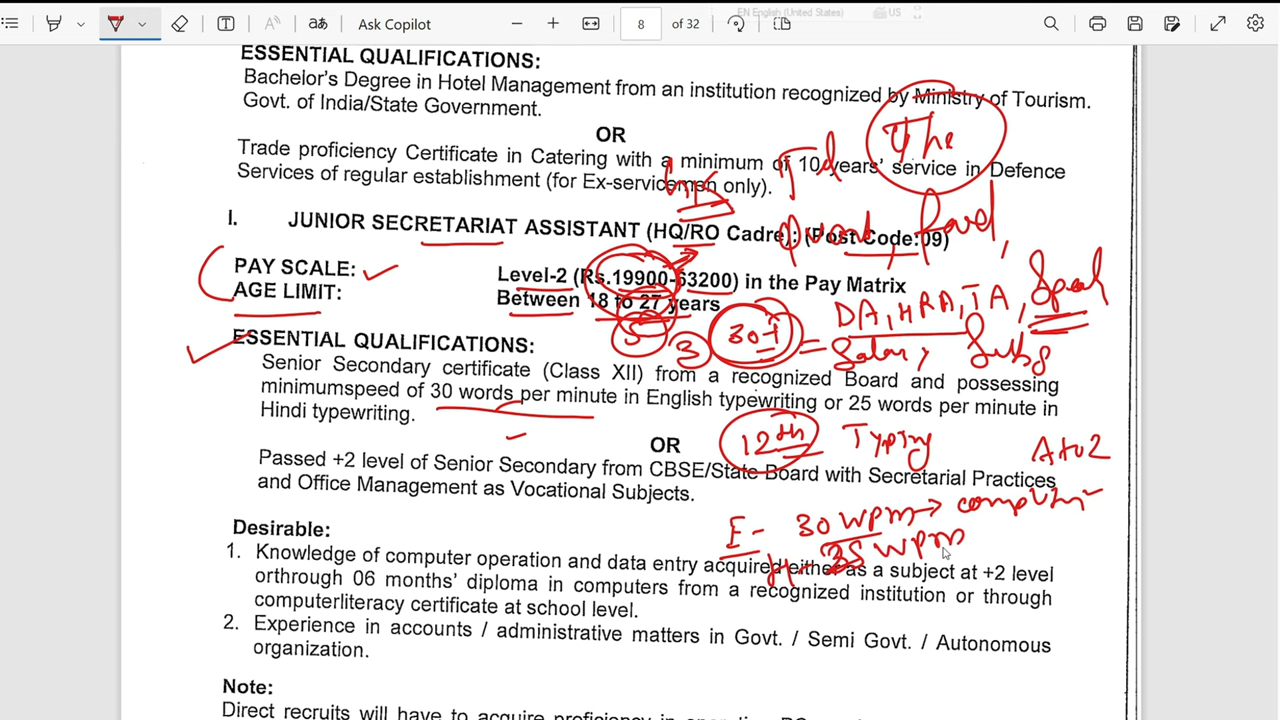 EN English (United States) US
Ask Copilot 8 of 32
ESSENTIAL QUALIFICATIONS:
Bachelor's Degree in Hotel Management from an institution recognized by Ministry of Tourism.
Govt. of India/State Government.
The
OR
Trade proficiency Certificate in Catering with a minimum of 10 years' service in Defence
Services of regular establishment (for Ex-servicemen only).
I. JUNIOR SECRETARIAT ASSISTANT (HQ/RO Cadre): (Post Code:09)
PAY SCALE: Level-2 (Rs.19900-63200) in the Pay Matrix
AGE LIMIT: Between 18 to 27 years
DA, HRA, TA,
5 3 30+ =
ESSENTIAL QUALIFICATIONS:
Senior Secondary certificate (Class XII) from a recognized Board and possessing
minimumspeed of 30 words per minute in English typewriting or 25 words per minute in
Hindi typewriting.
12th Typing
OR
Passed +2 level of Senior Secondary from CBSE/State Board with Secretarial Practices
and Office Management as Vocational Subjects.
E - 30 WPM → computer
H - 25 WPM
Desirable:
1. Knowledge of computer operation and data entry acquired either as a subject at +2 level
orthrough 06 months' diploma in computers from a recognized institution or through
computerliteracy certificate at school level.
2. Experience in accounts / administrative matters in Govt. / Semi Govt. / Autonomous
organization.
Note:
Direct recruits will have to acquire proficiency in